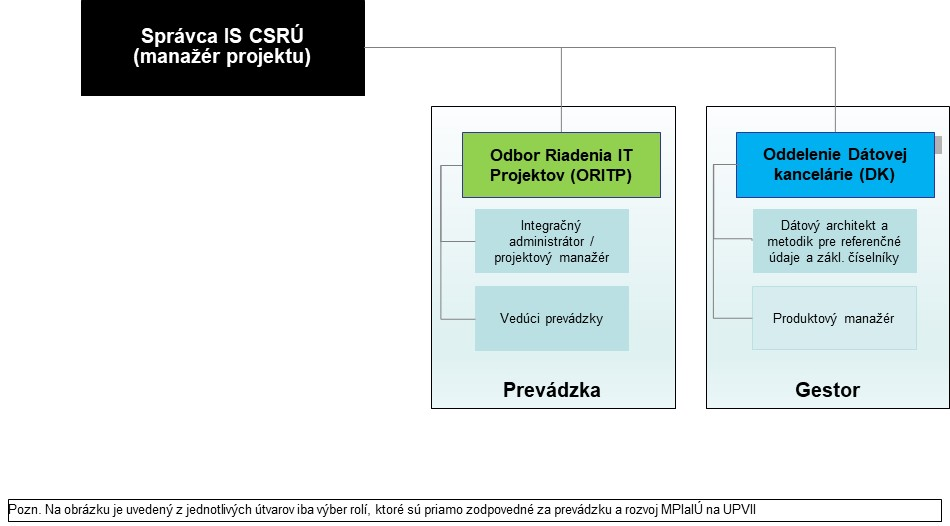 Správca IS CSRÚ
(manažér projektu)
Odbor Riadenia IT
Projektov (ORITP)
Integračný
administrátor /
projektový manažér
Vedúci prevádzky
Prevádzka
Oddelenie Dátovej
kancelárie (DK)
Dátový architekt a
metodik pre referenčné
údaje a zákl. číselníky
Produktový manažér
Gestor
Pozn. Na obrázku je uvedený z jednotlivých útvarov iba výber rolí, ktoré sú priamo zodpovedné za prevádzku a rozvoj MPIaIÚ na UPVII